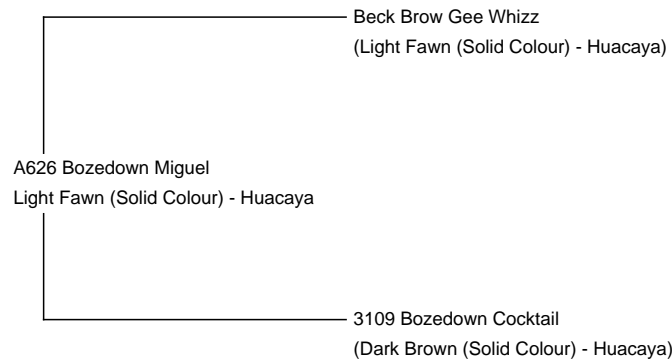 Beck Brow Gee Whizz
(Light Fawn (Solid Colour) - Huacaya)
A626 Bozedown Miguel
Light Fawn (Solid Colour) - Huacaya
3109 Bozedown Cocktail
(Dark Brown (Solid Colour) - Huacaya)